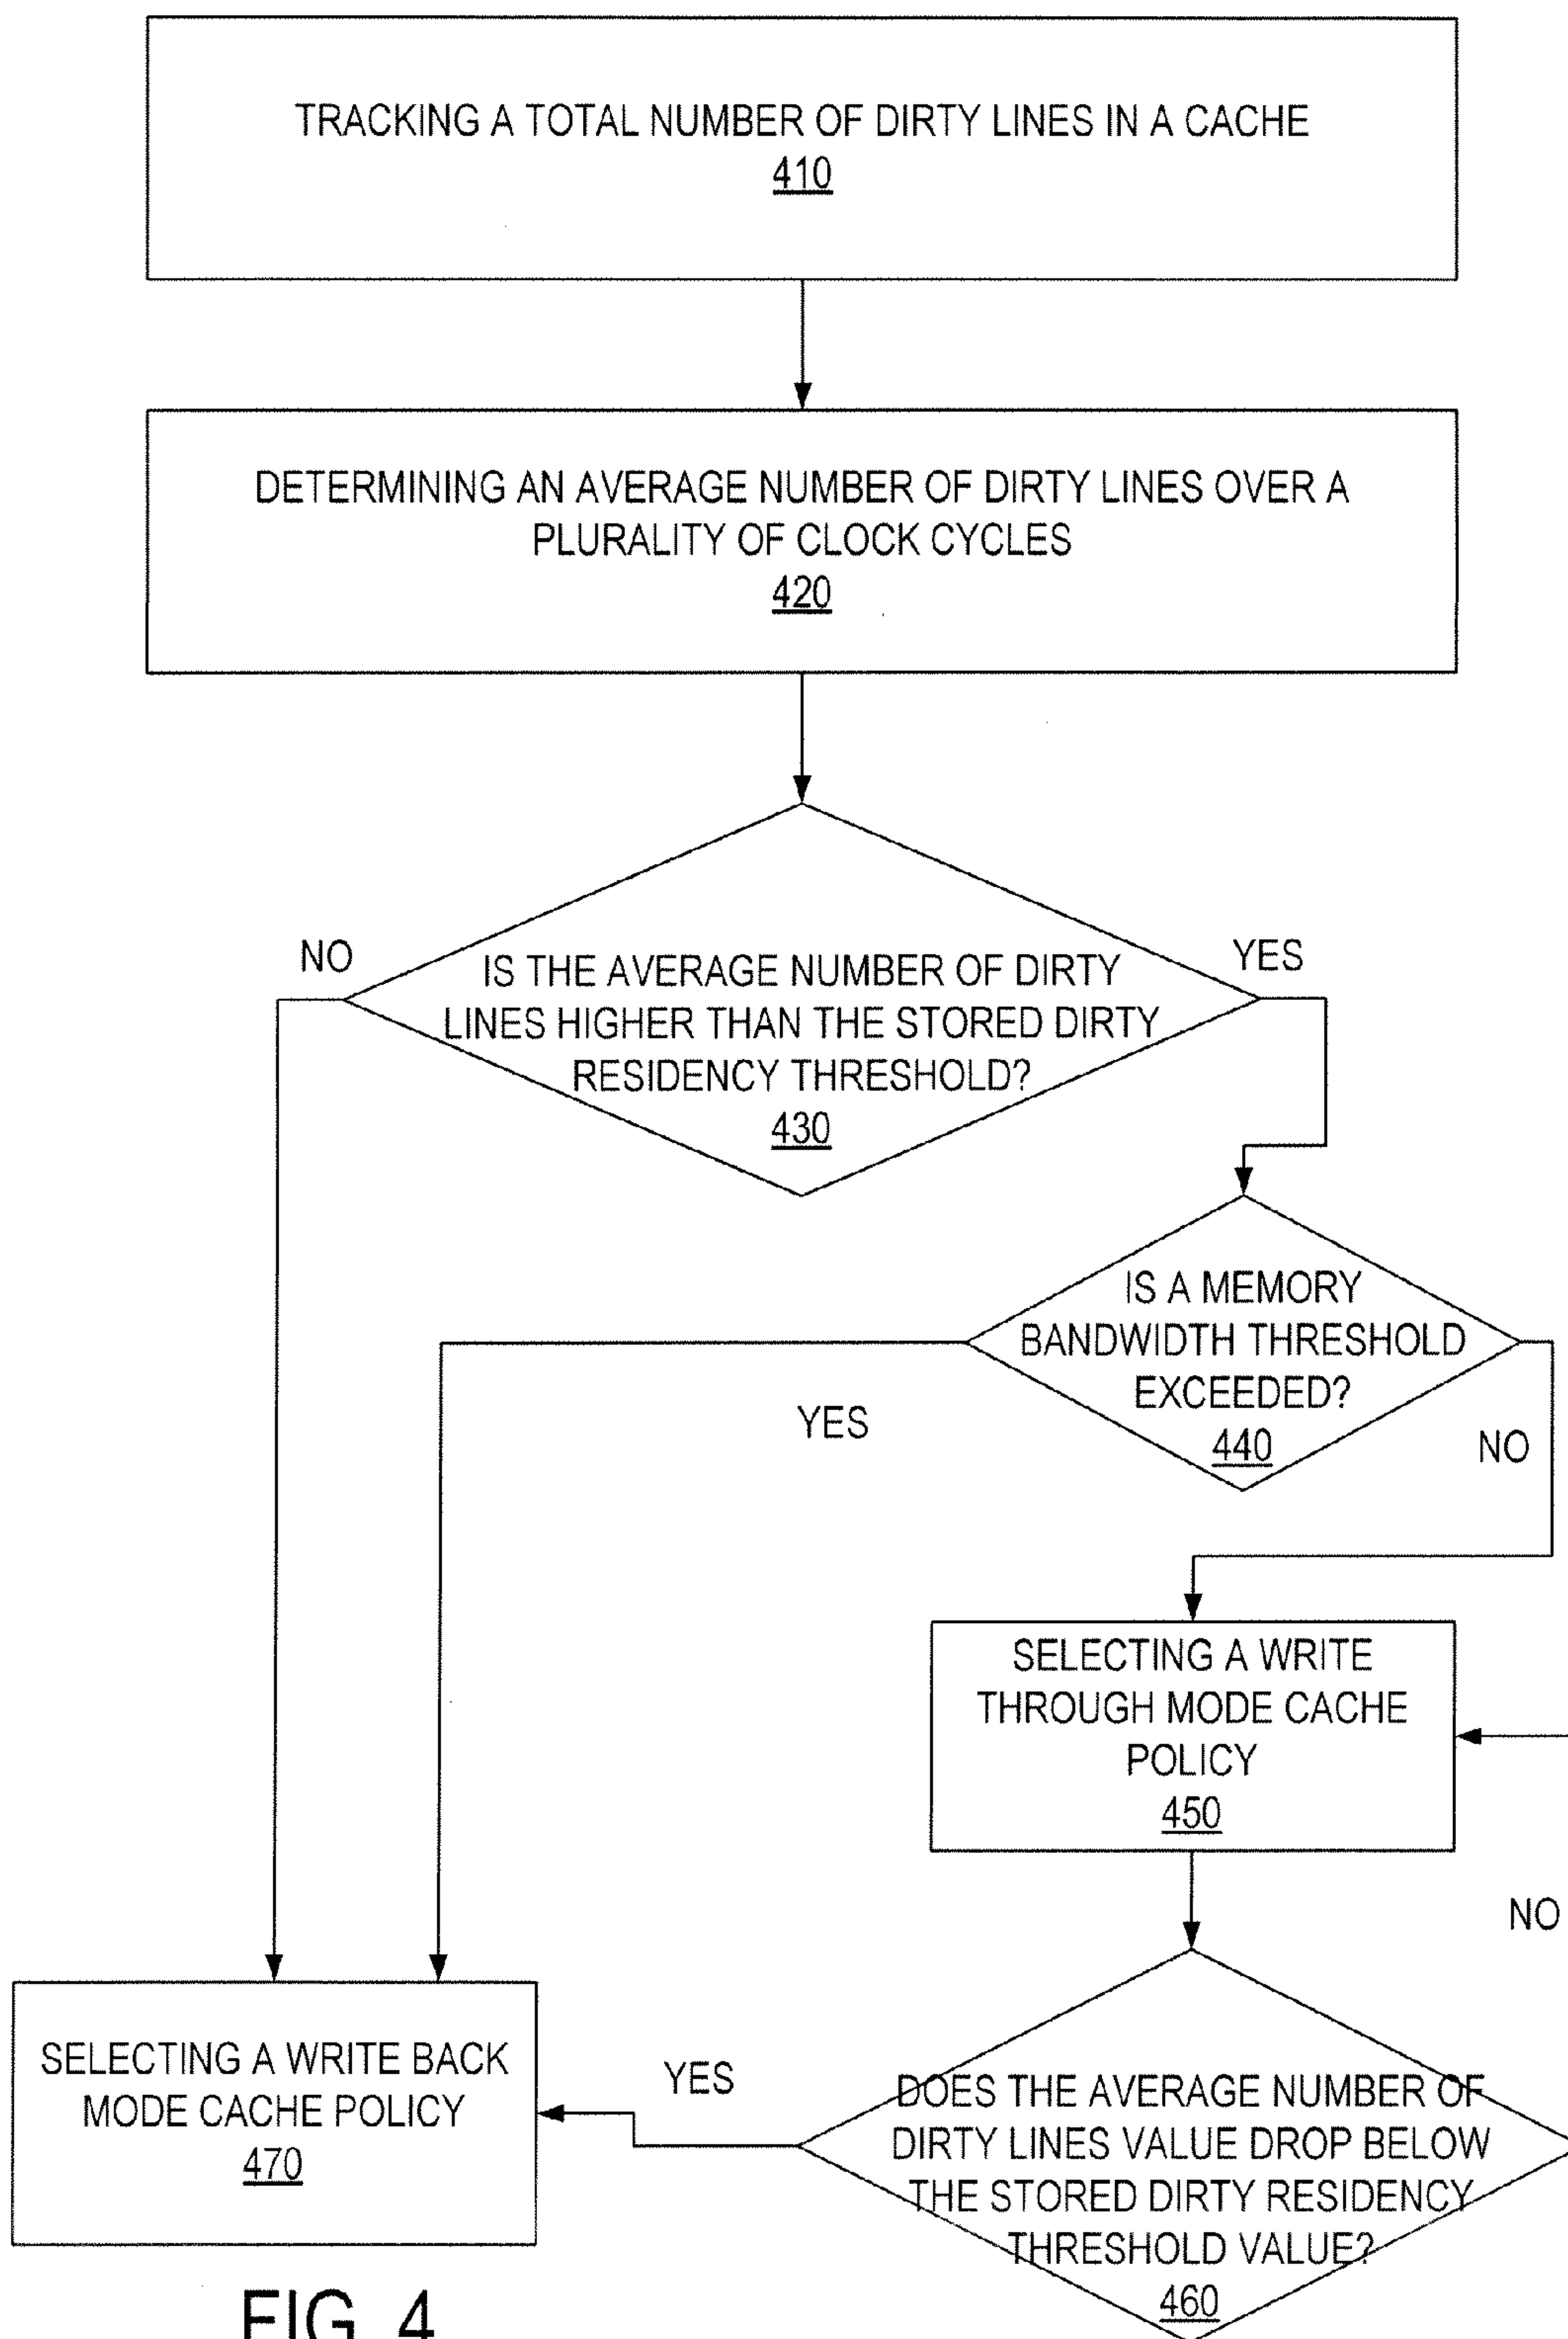 TRACKING A TOTAL NUMBER OF DIRTY LINES IN A CACHE
410
DETERMINING AN AVERAGE NUMBER OF DIRTY LINES OVER A
PLURALITY OF CLOCK CYCLES
420
NO
YES
IS THE AVERAGE NUMBER OF DIRTY
LINES HIGHER THAN THE STORED DIRTY
RESIDENCY THRESHOLD?
430
IS A MEMORY
BANDWIDTH THRESHOLD
EXCEEDED?
440
YES
NO
SELECTING A WRITE
THROUGH MODE CACHE
POLICY
450
NO
SELECTING A WRITE BACK
MODE CACHE POLICY
470
YES
DOES THE AVERAGE NUMBER OF
DIRTY LINES VALUE DROP BELOW
THE STORED DIRTY RESIDENCY
THRESHOLD VALUE?
460
FIG. 4